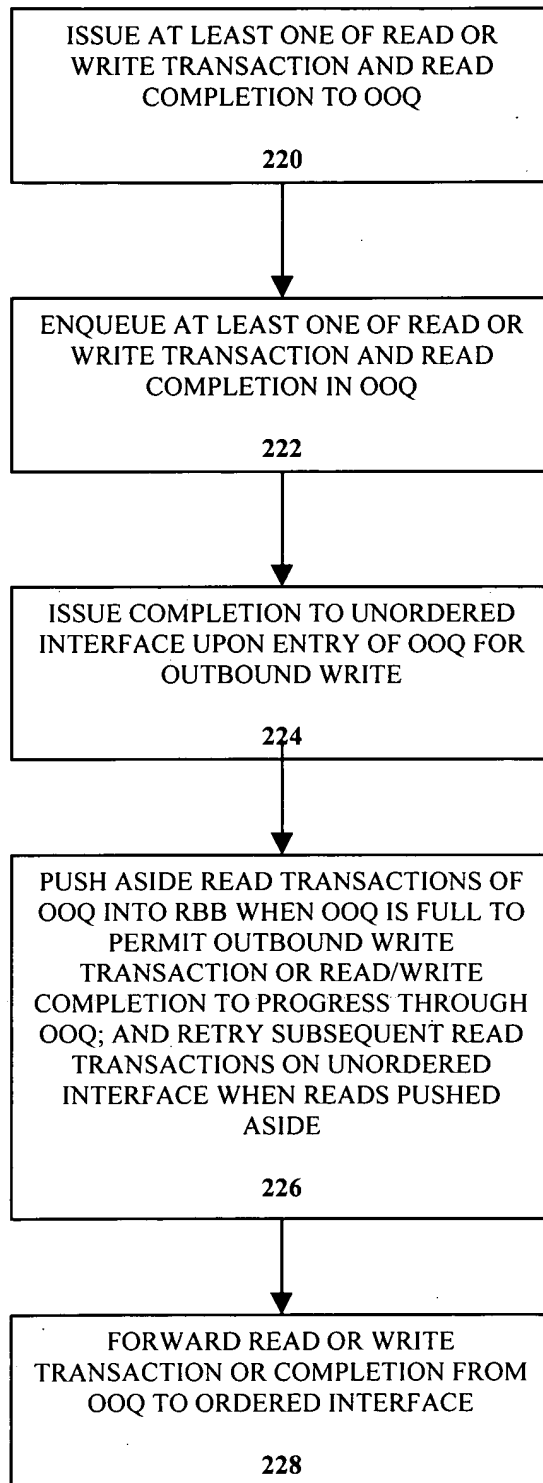 ISSUE AT LEAST ONE OF READ OR
WRITE TRANSACTION AND READ
COMPLETION TO OOQ
220
ENQUEUE AT LEAST ONE OF READ OR
WRITE TRANSACTION AND READ
COMPLETION IN OOQ
222
ISSUE COMPLETION TO UNORDERED
INTERFACE UPON ENTRY OF OOQ FOR
OUTBOUND WRITE
224
PUSH ASIDE READ TRANSACTIONS OF
OOQ INTO RBB WHEN OOQ IS FULL TO
PERMIT OUTBOUND WRITE
TRANSACTION OR READ/WRITE
COMPLETION TO PROGRESS THROUGH
OOQ; AND RETRY SUBSEQUENT READ
TRANSACTIONS ON UNORDERED
INTERFACE WHEN READS PUSHED
ASIDE
226
FORWARD READ OR WRITE
TRANSACTION OR COMPLETION FROM
OOQ TO ORDERED INTERFACE
228